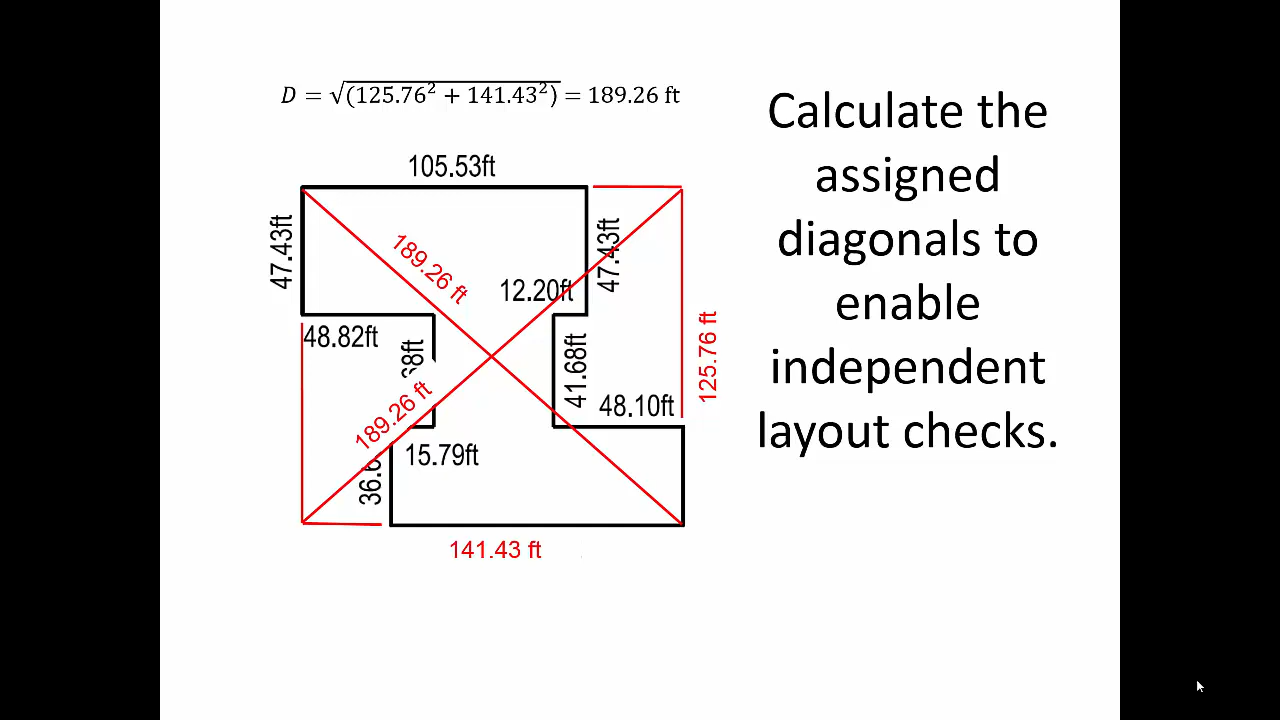 D = √(125.76² + 141.43²) = 189.26 ft
Calculate the
assigned
diagonals to
enable
independent
layout checks.
105.53ft
47.43ft
189.26 ft
47.43ft
12.20ft
48.82ft
41.68ft
125.76 ft
189.26 ft
48.10ft
15.79ft
141.43 ft